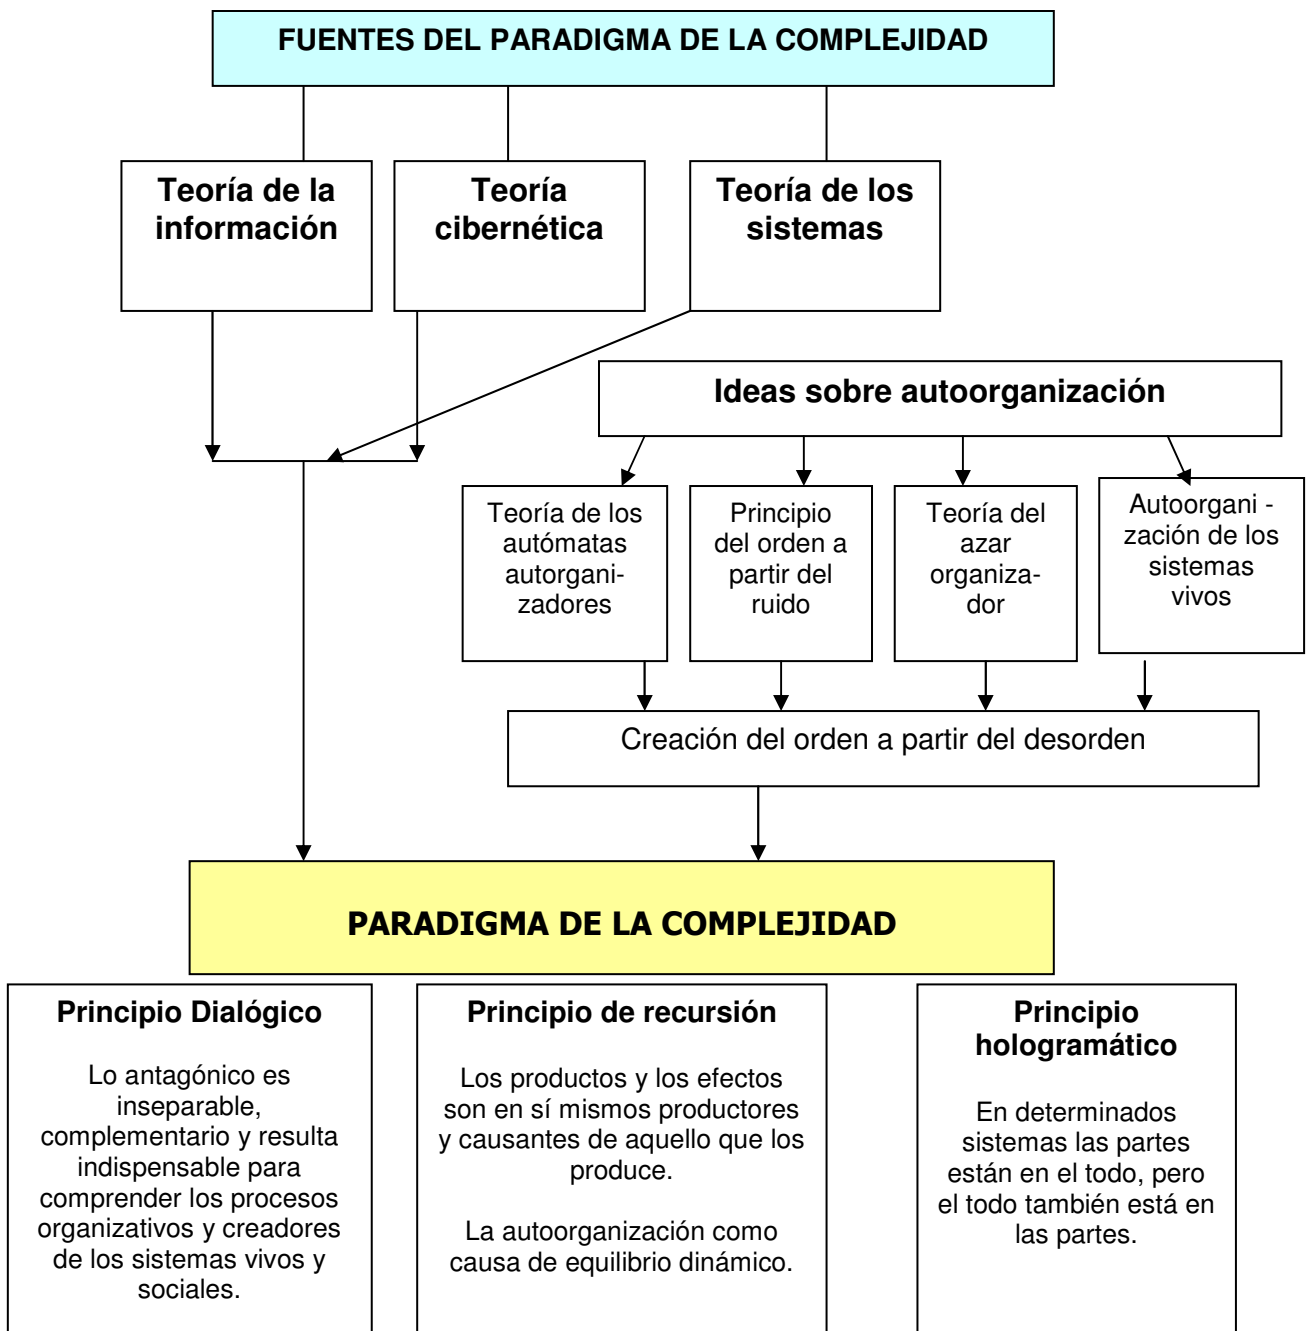 FUENTES DEL PARADIGMA DE LA COMPLEJIDAD
Teoría de la
información
Teoría
cibernética
Teoría de los
sistemas
Ideas sobre autoorganización
Teoría de los
autómatas
autorgani-
zadores
Principio
del orden a
partir del
ruido
Teoría del
azar
organiza-
dor
Autoorgani -
zación de los
sistemas
vivos
Creación del orden a partir del desorden
PARADIGMA DE LA COMPLEJIDAD
Principio Dialógico
Lo antagónico es
inseparable,
complementario y resulta
indispensable para
comprender los procesos
organizativos y creadores
de los sistemas vivos y
sociales.
Principio de recursión
Los productos y los efectos
son en sí mismos productores
y causantes de aquello que los
produce.
La autoorganización como
causa de equilibrio dinámico.
Principio
hologramático
En determinados
sistemas las partes
están en el todo, pero
el todo también está en
las partes.